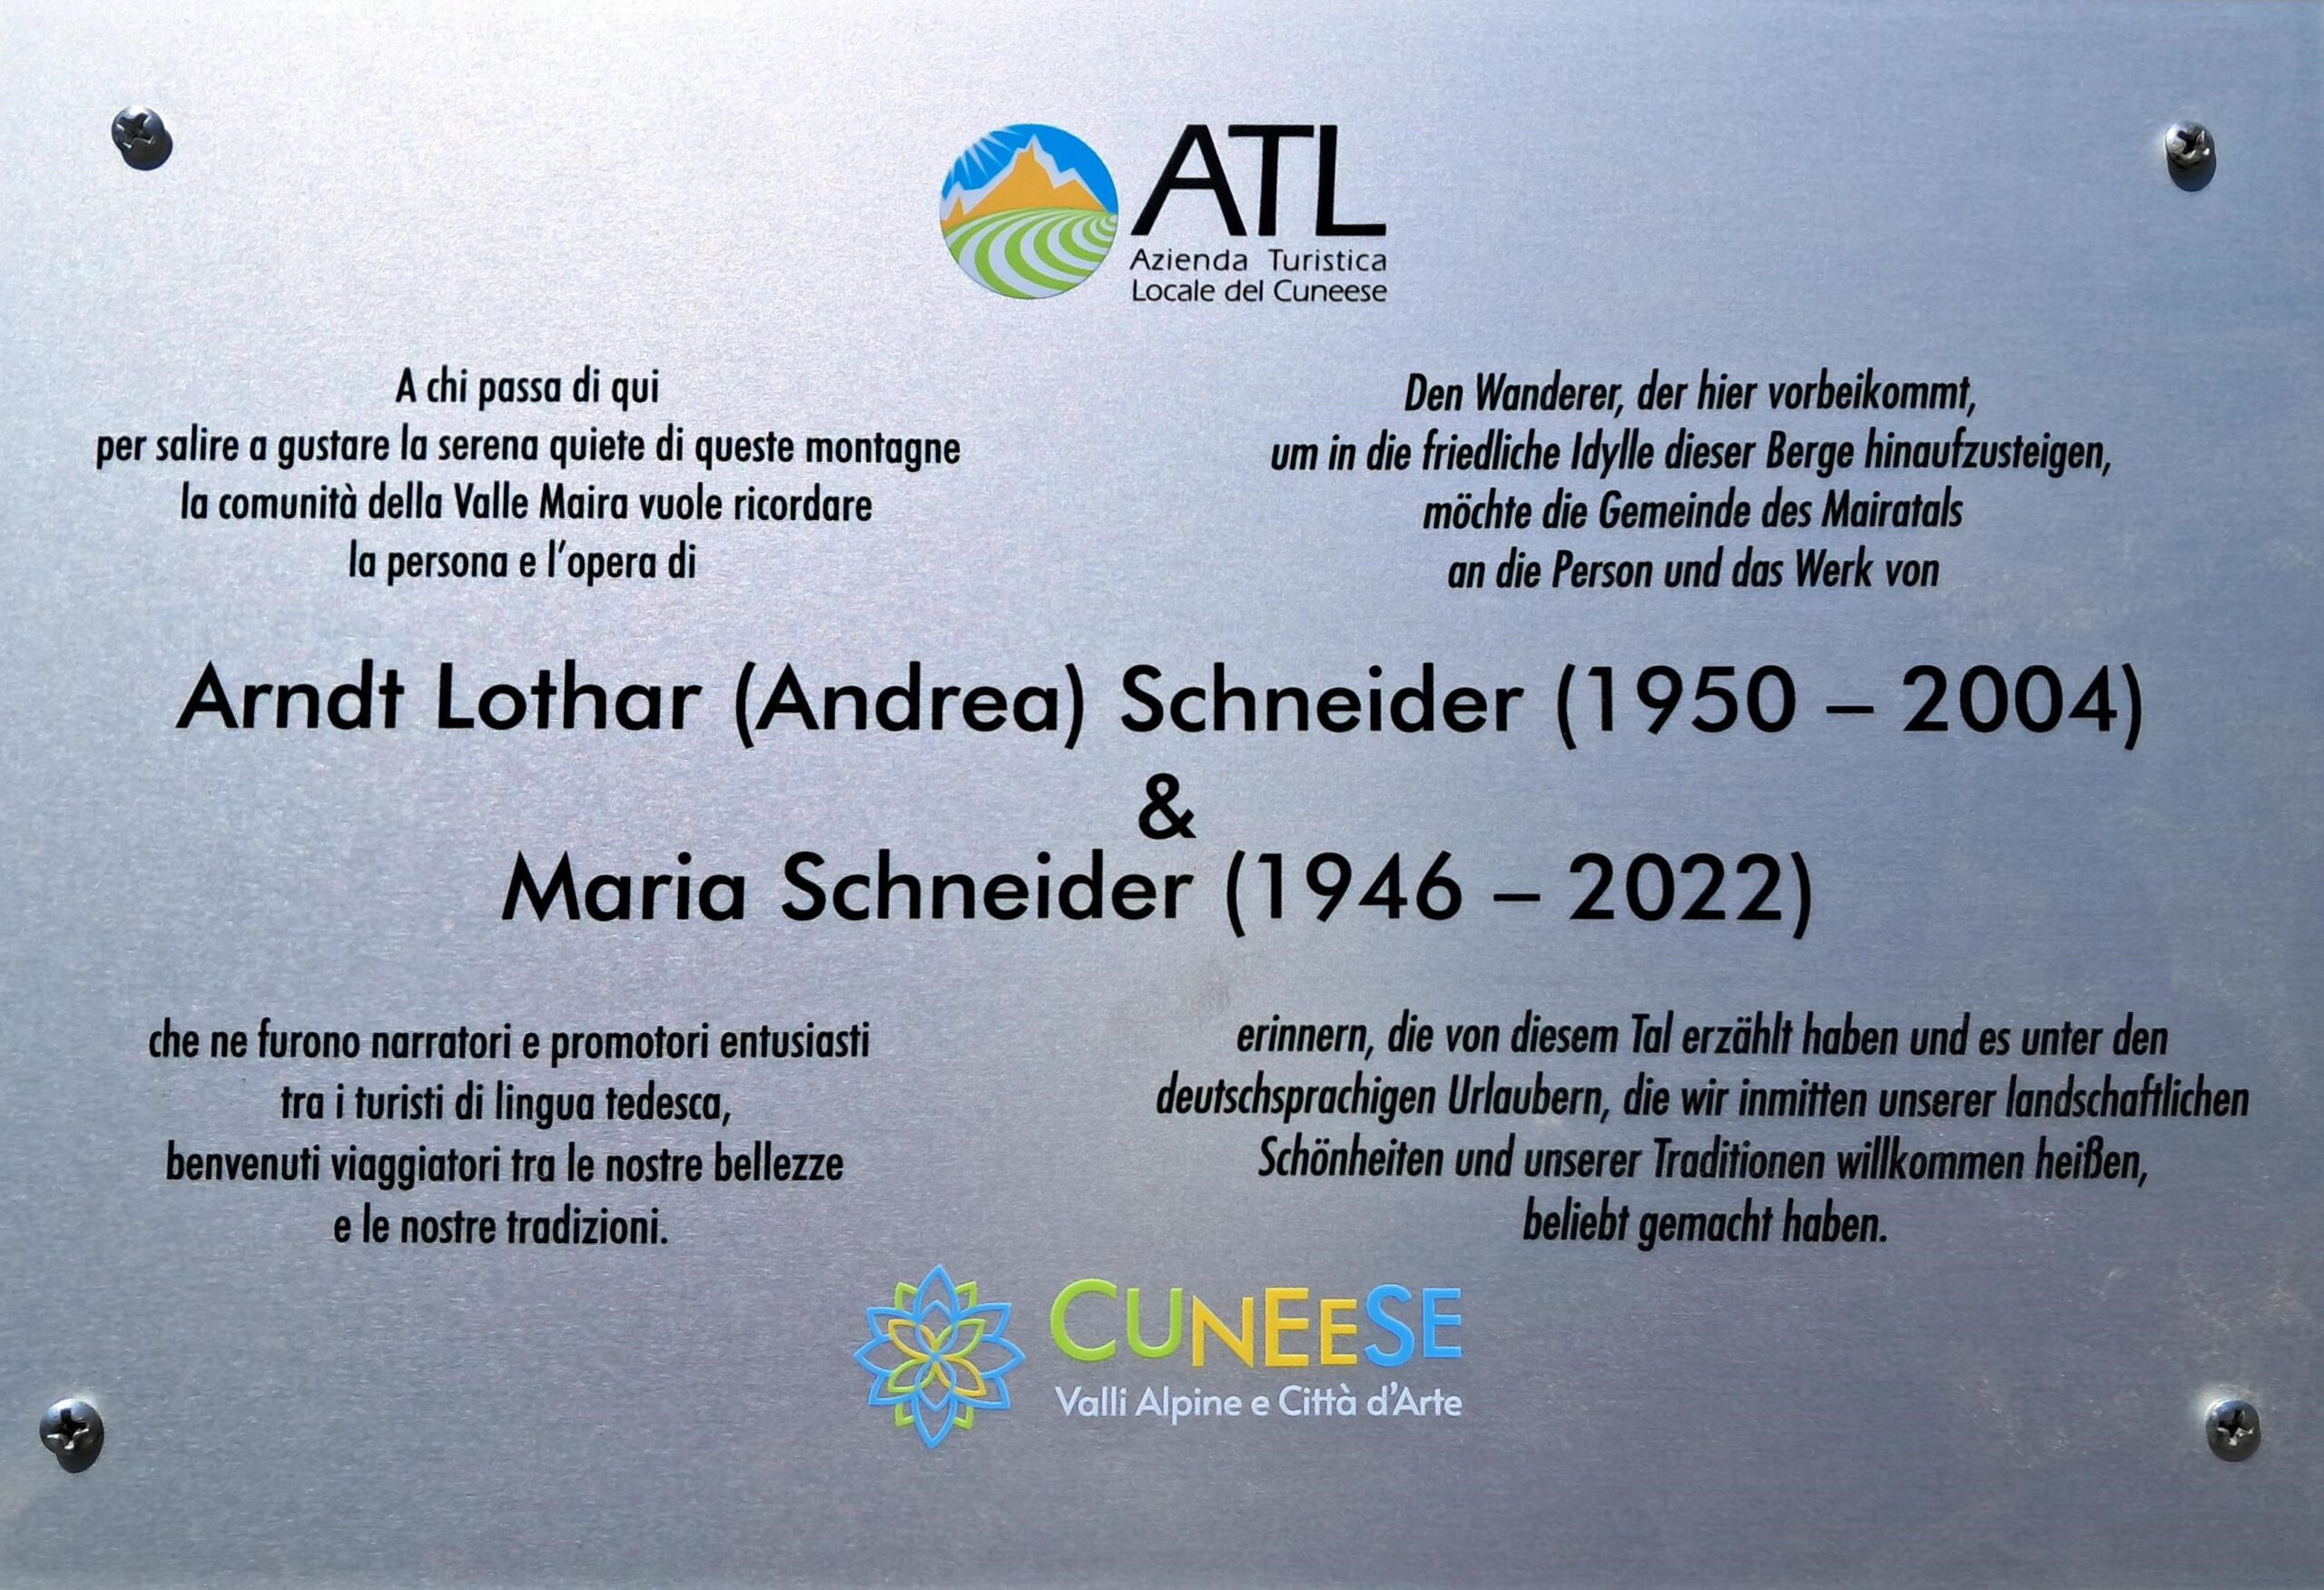 ATL
Azienda Turistica
Locale del Cuneese
A chi passa di qui
per salire a gustare la serena quiete di queste montagne
la comunità della Valle Maira vuole ricordare
la persona e l'opera di
Den Wanderer, der hier vorbeikommt,
um in die friedliche Idylle dieser Berge hinaufzusteigen,
möchte die Gemeinde des Mairatals
an die Person und das Werk von
Arndt Lothar (Andrea) Schneider (1950 – 2004)
&
Maria Schneider (1946 – 2022)
che ne furono narratori e promotori entusiasti
tra i turisti di lingua tedesca,
benvenuti viaggiatori tra le nostre bellezze
e le nostre tradizioni.
erinnern, die von diesem Tal erzählt haben und es unter den
deutschsprachigen Urlaubern, die wir inmitten unserer landschaftlichen
Schönheiten und unserer Traditionen willkommen heißen,
beliebt gemacht haben.
CUNEESE
Valli Alpine e Città d'Arte